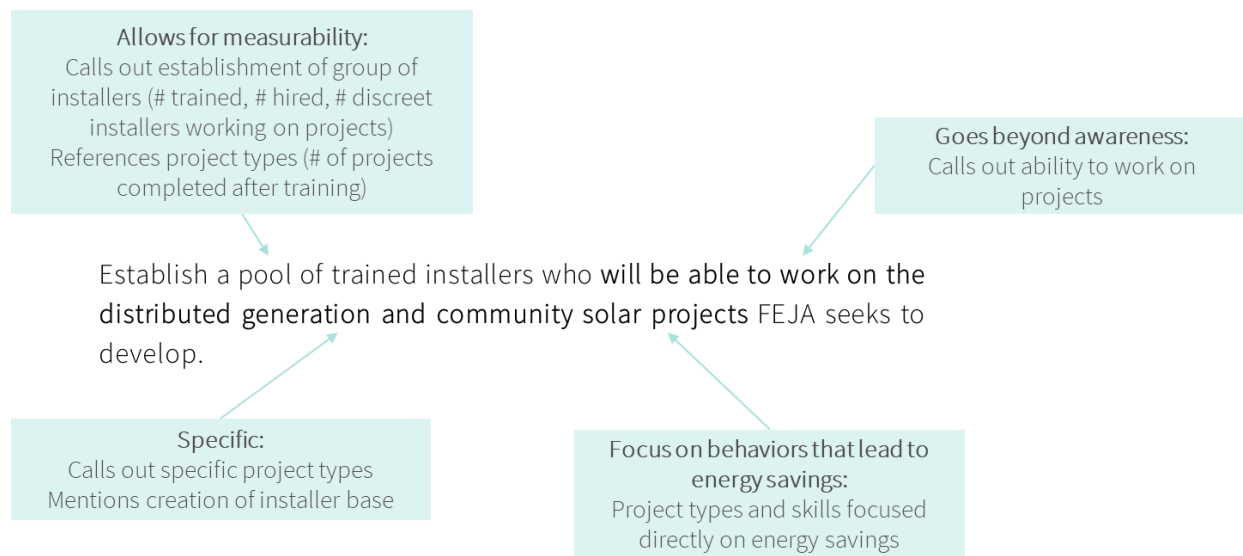 Allows for measurability:
Calls out establishment of group of
installers (# trained, # hired, # discreet
installers working on projects)
References project types (# of projects
completed after training)
Goes beyond awareness:
Calls out ability to work on
projects
Establish a pool of trained installers who will be able to work on the
distributed generation and community solar projects FEJA seeks to
develop.
Specific:
Calls out specific project types
Mentions creation of installer base
Focus on behaviors that lead to
energy savings:
Project types and skills focused
directly on energy savings